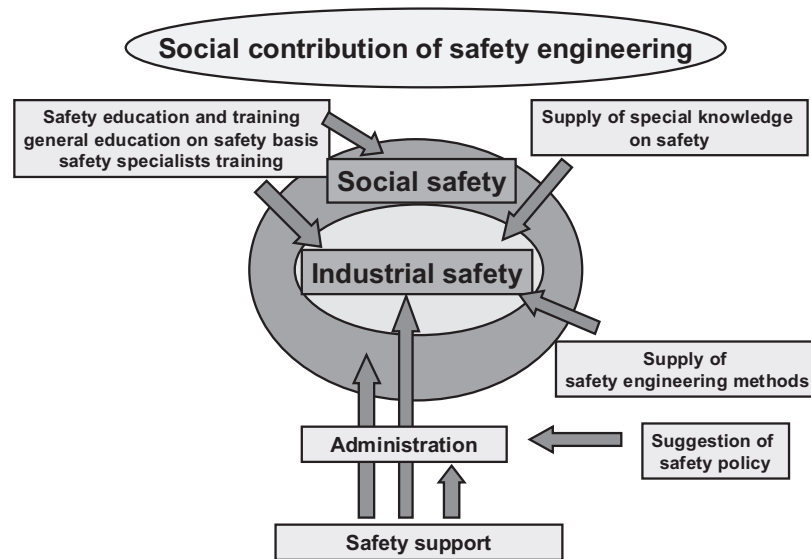 Social contribution of safety engineering
Safety education and training
general education on safety basis
safety specialists training
Supply of special knowledge
on safety
Social safety
Industrial safety
Supply of
safety engineering methods
Administration
Suggestion of
safety policy
Safety support